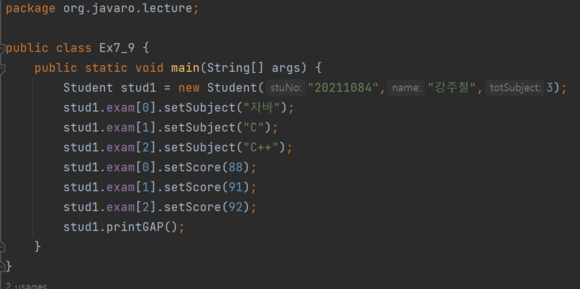 package org.javaro.lecture;
public class Ex7_9 {
public static void main(String[] args) {
Student stud1 = new Student( stuNo: "20211084", name: "강주철", totSubject: 3);
stud1.exam[0].setSubject("자바");
stud1.exam[1].setSubject("C");
stud1.exam[2].setSubject("C++");
stud1.exam[0].setScore(88);
stud1.exam[1].setScore(91);
stud1.exam[2].setScore(92);
stud1.printGAP();
}
}
2 usages